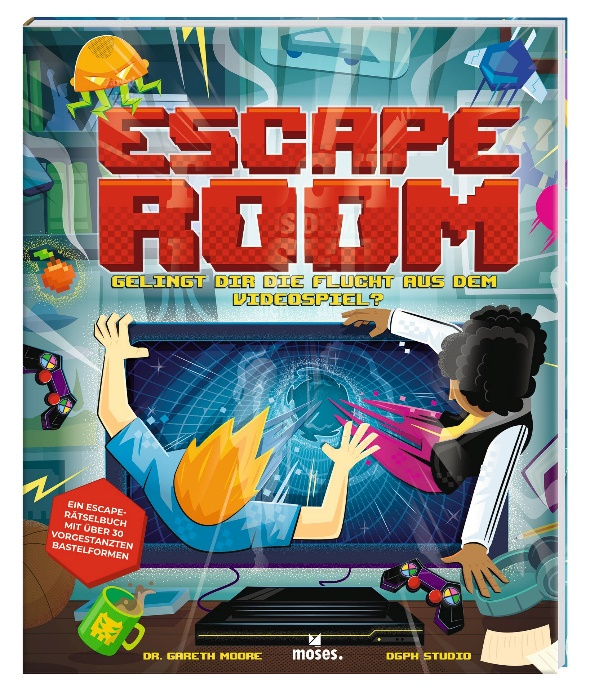 ESCAPE
ROOM
GELINGT DIR DIE FLUCHT AUS DEM
VIDEOSPIEL?
EIN ESCAPE-
RÄTSELBUCH
MIT ÜBER 30
VORGESTANZTEN
BASTELFORMEN
DR. GARETH MOORE
moses.
DGPH STUDIO